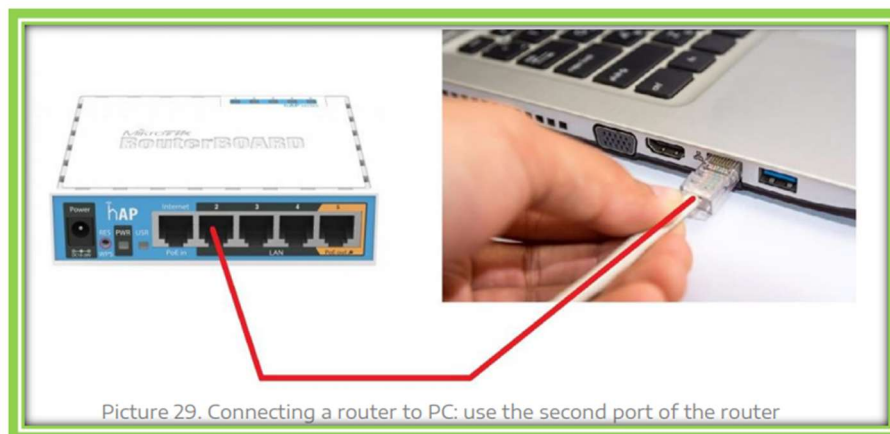 MikroTik
RouterBOARD
Power
hAP
RES
WPS
PWR
USR
Internet
2
3
4
5
PoE in
LAN
PoE out
Picture 29. Connecting a router to PC: use the second port of the router